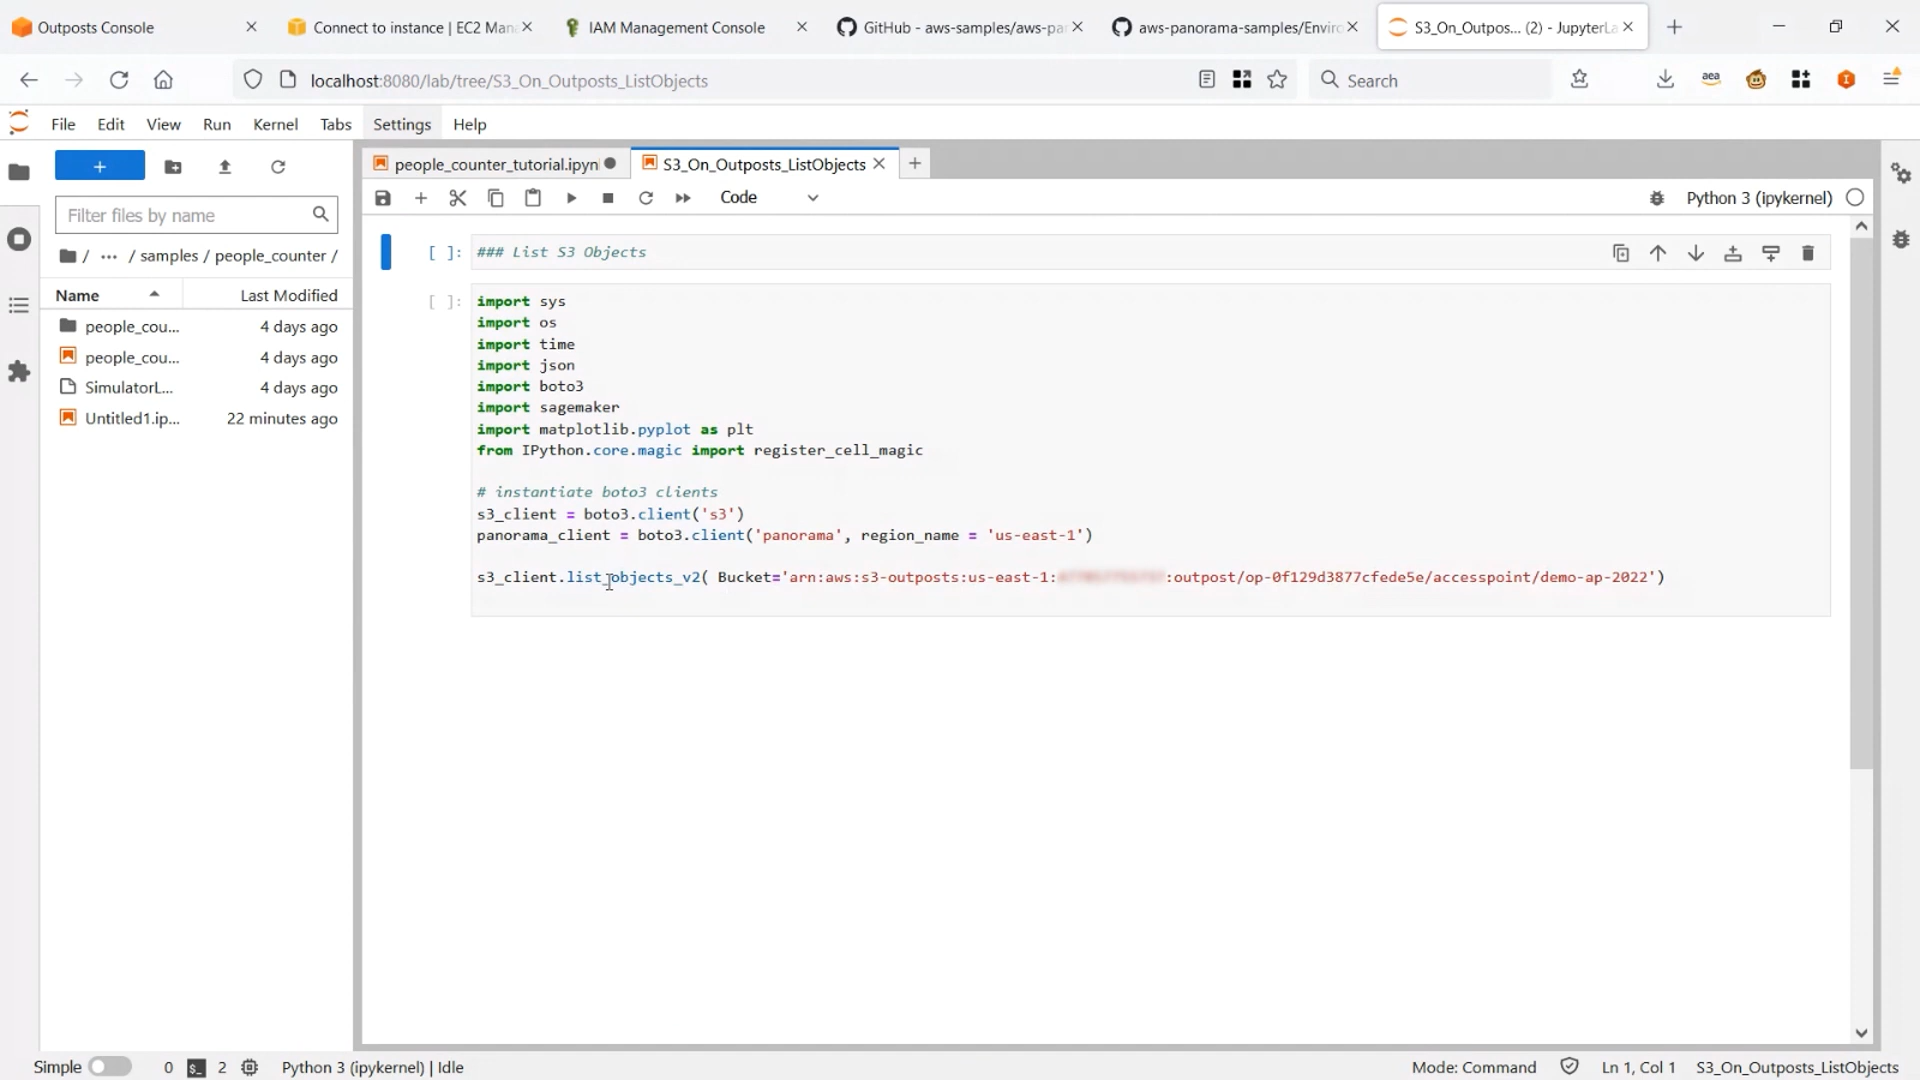 Outposts Console
Connect to instance | EC2 Man
IAM Management Console
GitHub - aws-samples/aws-pa
aws-panorama-samples/Enviro
S3_On_Outpos... (2) - JupyterLa
localhost:8080/lab/tree/S3_On_Outposts_ListObjects
Search
aea
File Edit View Run Kernel Tabs Settings Help
people_counter_tutorial.ipyn
S3_On_Outposts_ListObjects
Filter files by name
Code
Python 3 (ipykernel)
/ ... / samples / people_counter /
Name Last Modified
people_cou... 4 days ago
people_cou... 4 days ago
SimulatorL... 4 days ago
Untitled1.ip... 22 minutes ago
[ ]: ### List S3 Objects
[ ]: import sys
import os
import time
import json
import boto3
import sagemaker
import matplotlib.pyplot as plt
from IPython.core.magic import register_cell_magic
# instantiate boto3 clients
s3_client = boto3.client('s3')
panorama_client = boto3.client('panorama', region_name = 'us-east-1')
s3_client.list_objects_v2( Bucket='arn:aws:s3-outposts:us-east-1: :outpost/op-0f129d3877cfede5e/accesspoint/demo-ap-2022')
Simple 0 $_ 2 Python 3 (ipykernel) | Idle
Mode: Command Ln 1, Col 1 S3_On_Outposts_ListObjects